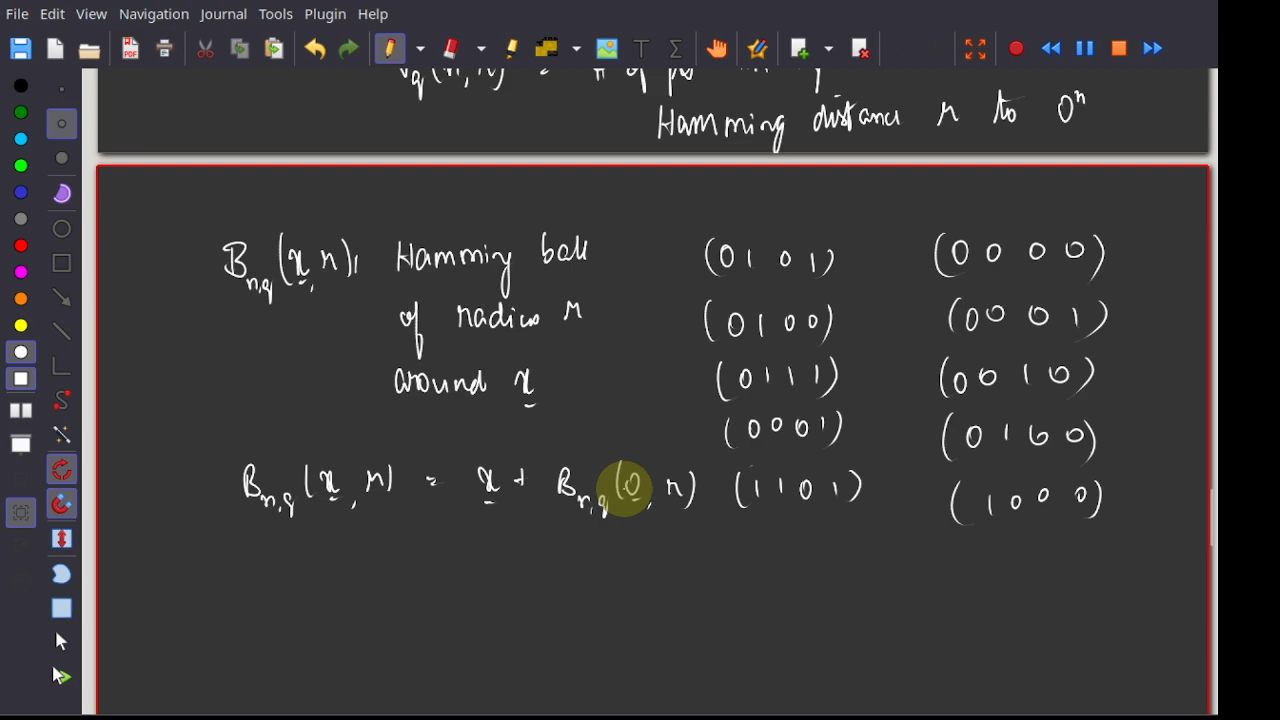 File Edit View Navigation Journal Tools Plugin Help
Hamming distance r to 0^n
B_{n,q}(x, r), Hamming ball
of radius r
around x
B_{n,q}(x, r) = x + B_{n,q}(0, r)
(0 1 0 1)
(0 1 0 0)
(0 1 1 1)
(0 0 0 1)
(1 1 0 1)
(0 0 0 0)
(0 0 0 1)
(0 0 1 0)
(0 1 0 0)
(1 0 0 0)